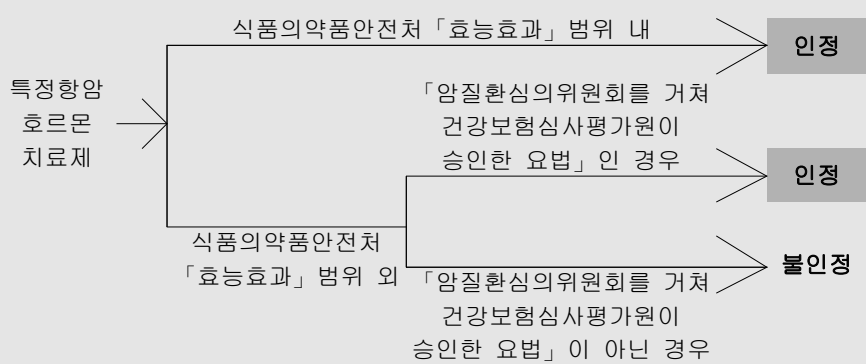 식품의약품안전처「효능효과」범위 내
인정
특정항암
호르몬
치료제
「암질환심의위원회를 거쳐
건강보험심사평가원이
승인한 요법」인 경우
인정
식품의약품안전처
「효능효과」범위 외
불인정
「암질환심의위원회를 거쳐
건강보험심사평가원이
승인한 요법」이 아닌 경우